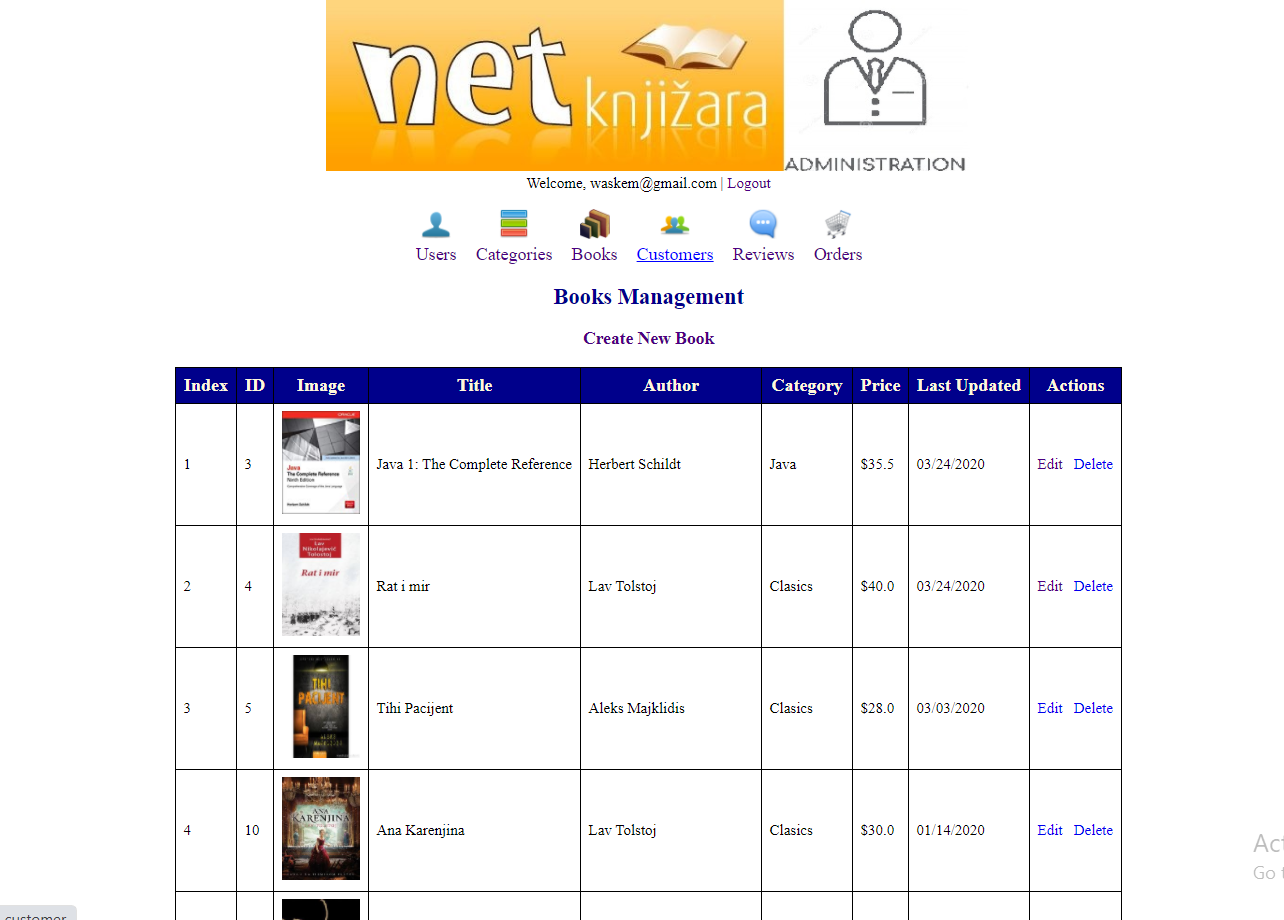 net knjižara
ADMINISTRATION
Welcome, waskem@gmail.com | Logout
Users Categories Books Customers Reviews Orders
Books Management
Create New Book
Index ID Image Title Author Category Price Last Updated Actions
ORACLE
Java
The Complete Reference
Ninth Edition
Herbert Schildt
1 3 Java 1: The Complete Reference Herbert Schildt Java $35.5 03/24/2020 Edit Delete
Lav
Nikolajevič
Tolstoj
Rat i mir
2 4 Rat i mir Lav Tolstoj Clasics $40.0 03/24/2020 Edit Delete
TIHI
PACIJENT
3 5 Tihi Pacijent Aleks Majklidis Clasics $28.0 03/03/2020 Edit Delete
ANA
KARENJINA
4 10 Ana Karenjina Lav Tolstoj Clasics $30.0 01/14/2020 Edit Delete
Act
Go t
customer